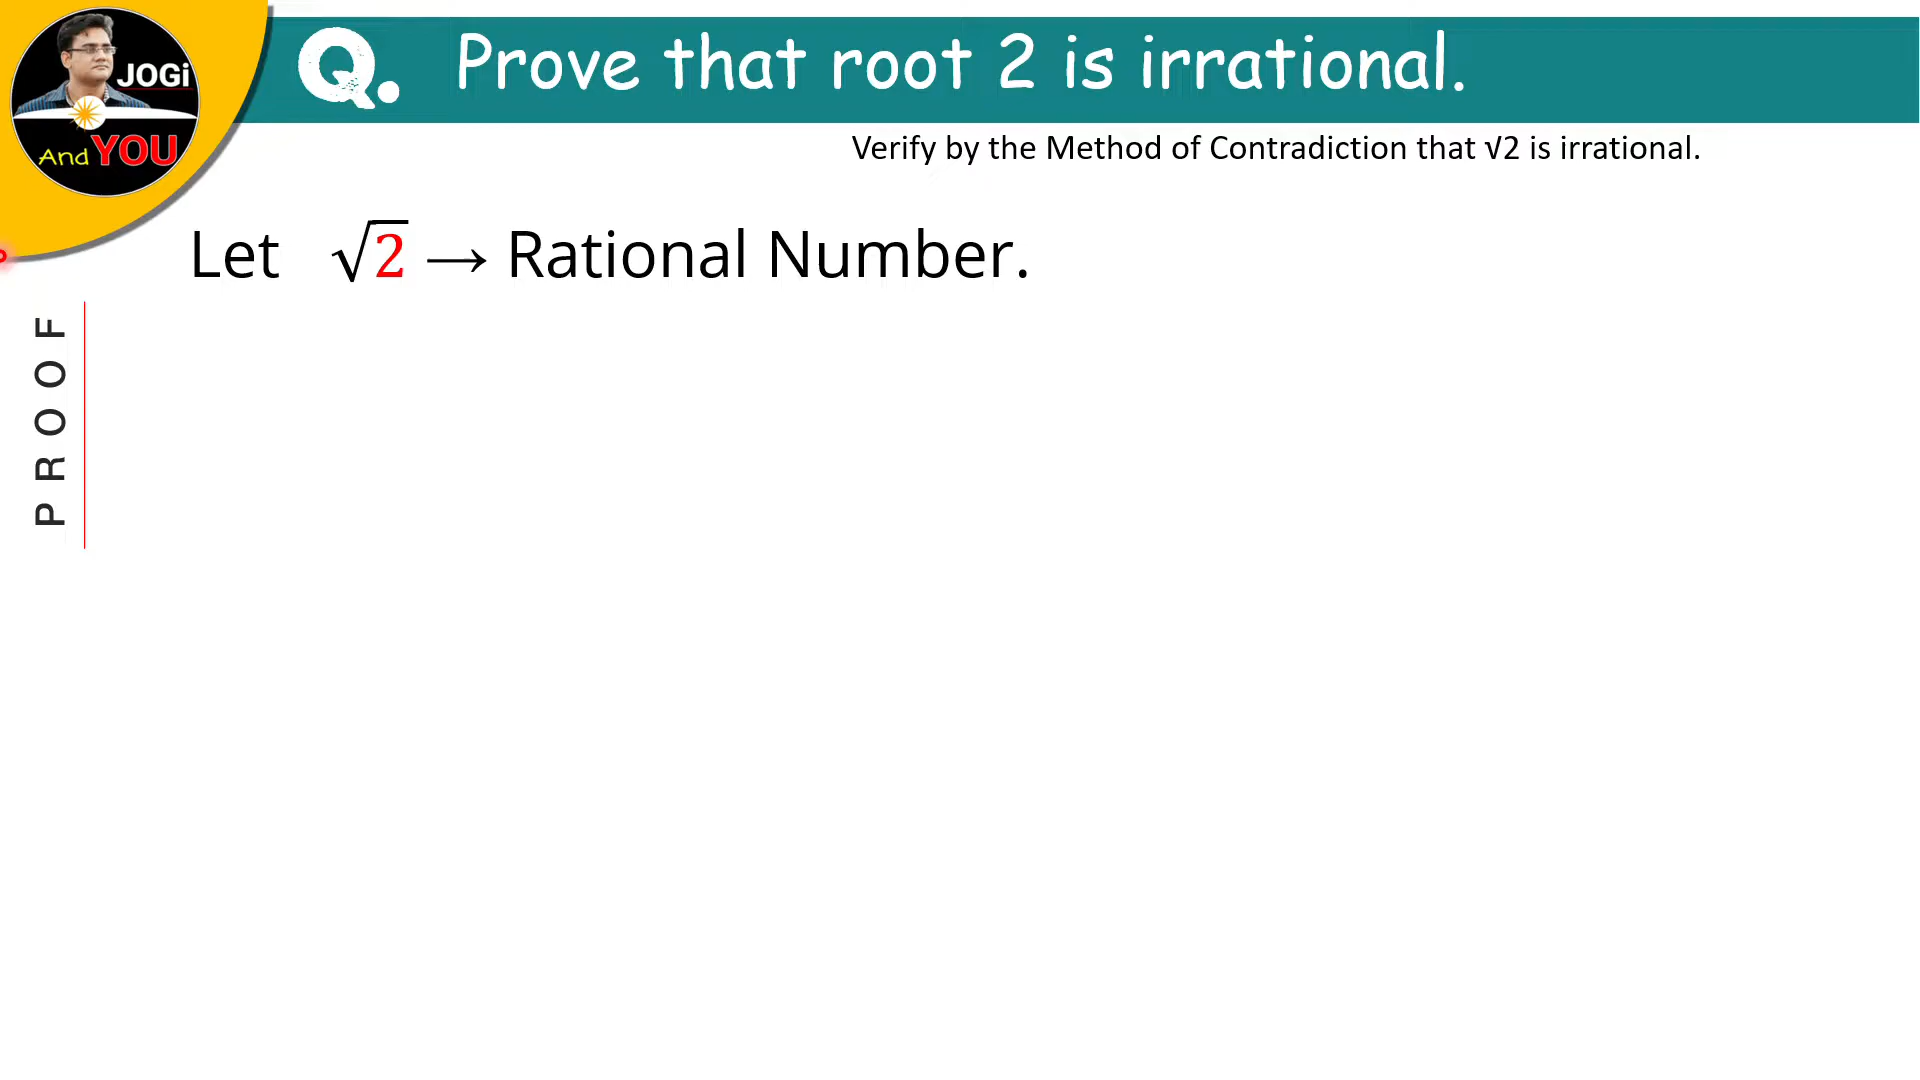 JOGi
And YOU
Q. Prove that root 2 is irrational.
Verify by the Method of Contradiction that √2 is irrational.
Let √2 → Rational Number.
PROOF